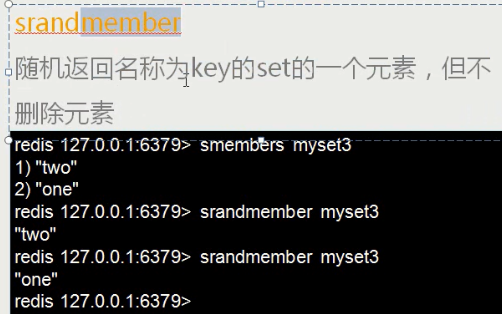 srandmember
随机返回名称为key的set的一个元素，但不
删除元素
redis 127.0.0.1:6379> smembers myset3
1) "two"
2) "one"
redis 127.0.0.1:6379> srandmember myset3
"two"
redis 127.0.0.1:6379> srandmember myset3
"one"
redis 127.0.0.1:6379>